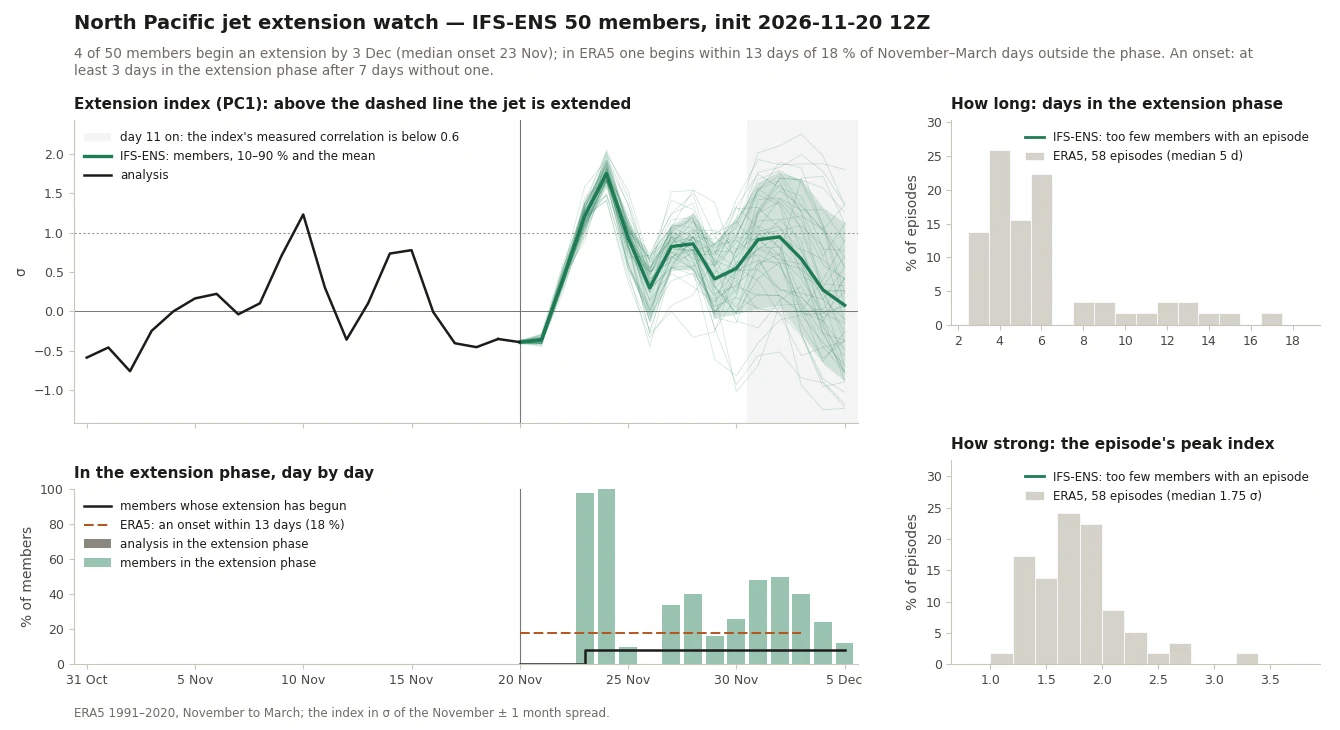 North Pacific jet extension watch — IFS-ENS 50 members, init 2026-11-20 12Z
4 of 50 members begin an extension by 3 Dec (median onset 23 Nov); in ERA5 one begins within 13 days of 18 % of November–March days outside the phase. An onset: at
least 3 days in the extension phase after 7 days without one.
Extension index (PC1): above the dashed line the jet is extended
day 11 on: the index's measured correlation is below 0.6
IFS-ENS: members, 10–90 % and the mean
analysis
σ
2.0
1.5
1.0
0.5
0.0
−0.5
−1.0
How long: days in the extension phase
IFS-ENS: too few members with an episode
ERA5, 58 episodes (median 5 d)
% of episodes
30
25
20
15
10
5
0
2 4 6 8 10 12 14 16 18
In the extension phase, day by day
members whose extension has begun
ERA5: an onset within 13 days (18 %)
analysis in the extension phase
members in the extension phase
% of members
100
80
60
40
20
0
31 Oct 5 Nov 10 Nov 15 Nov 20 Nov 25 Nov 30 Nov 5 Dec
How strong: the episode's peak index
IFS-ENS: too few members with an episode
ERA5, 58 episodes (median 1.75 σ)
% of episodes
30
25
20
15
10
5
0
1.0 1.5 2.0 2.5 3.0 3.5
ERA5 1991–2020, November to March; the index in σ of the November ± 1 month spread.